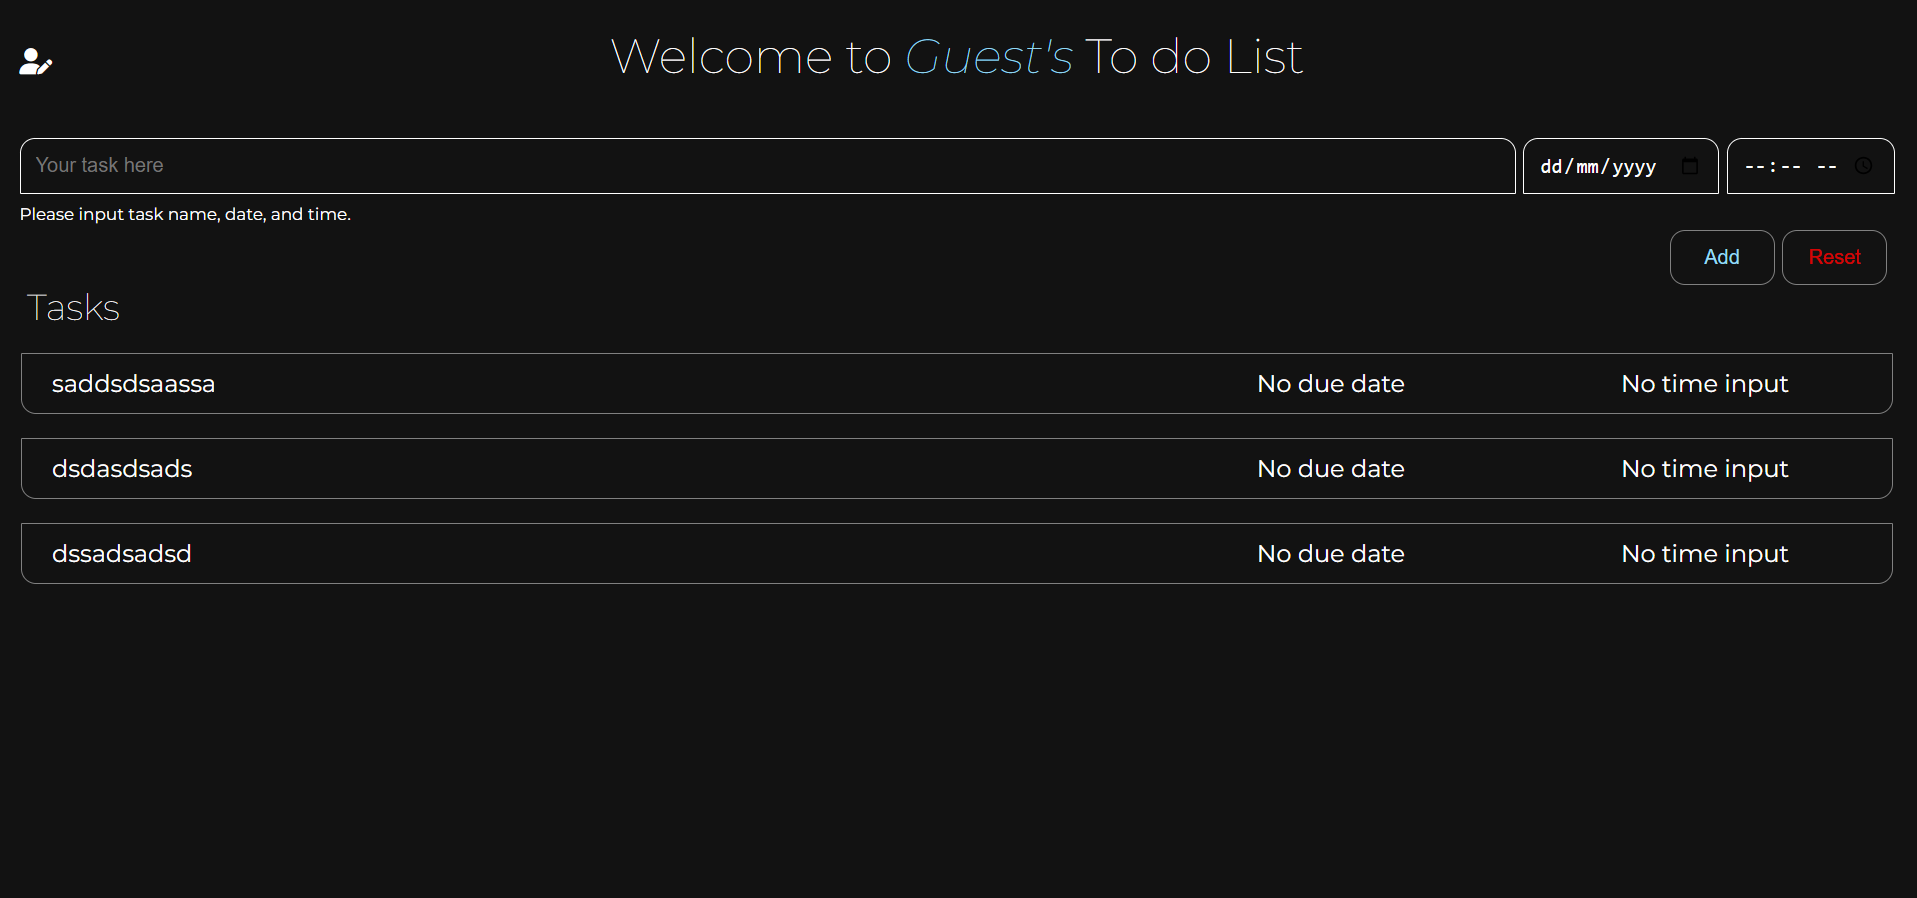 Welcome to Guest's To do List
Your task here
dd/mm/yyyy
--:-- --
Please input task name, date, and time.
Add
Reset
Tasks
saddsdsaassa No due date No time input
dsdasdsads No due date No time input
dssadsadsd No due date No time input